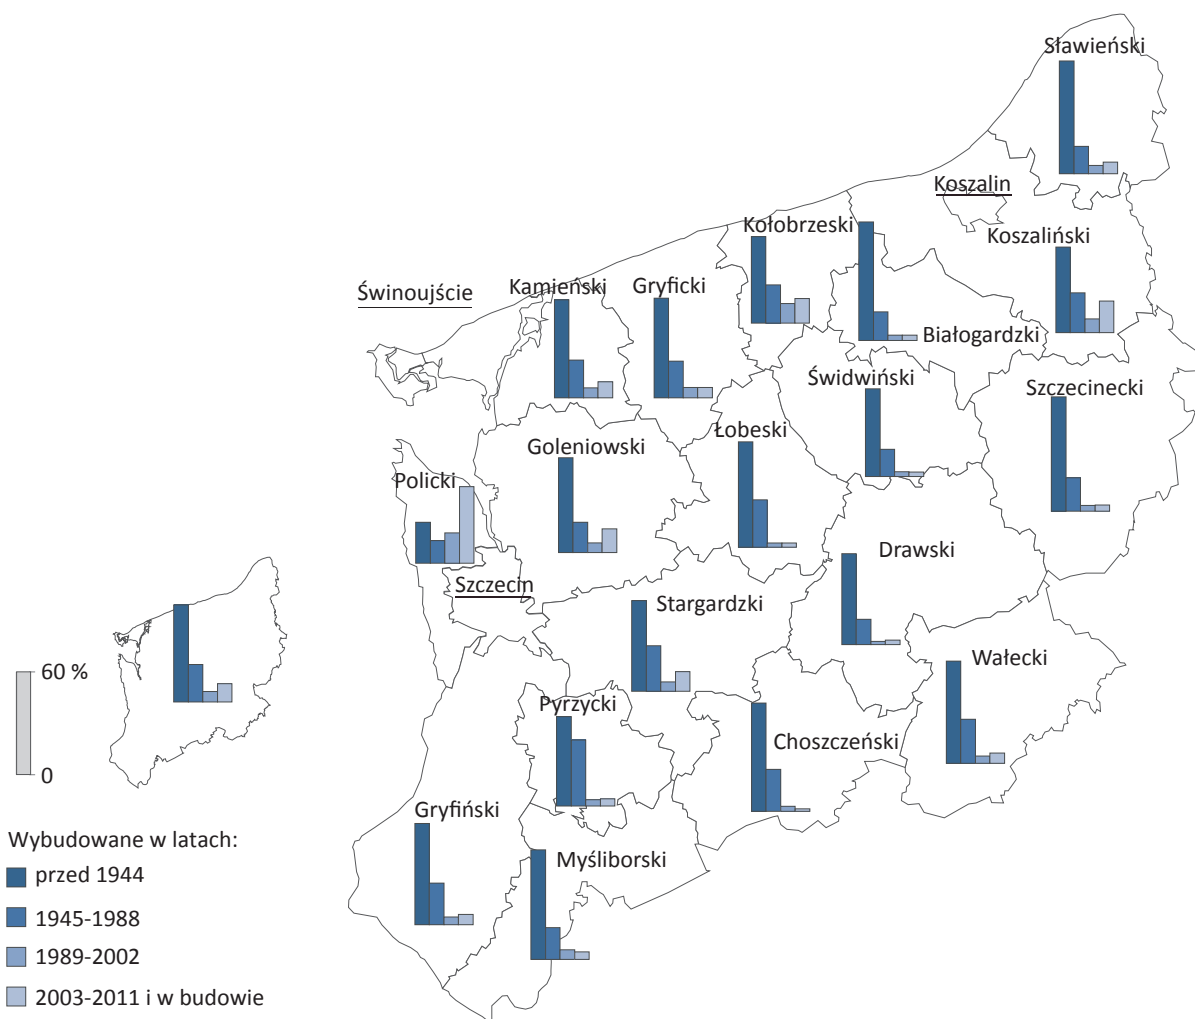 Sławieński
Koszalin
Kołobrzeski
Koszaliński
Świnoujście
Kamieński
Gryficki
Białogardzki
Świdwiński
Szczecinecki
Łobeski
Goleniowski
Policki
Drawski
Szczecin
Stargardzki
Wałecki
60 %
Pyrzycki
Choszczeński
0
Gryfiński
Wybudowane w latach:
Myśliborski
przed 1944
1945-1988
1989-2002
2003-2011 i w budowie